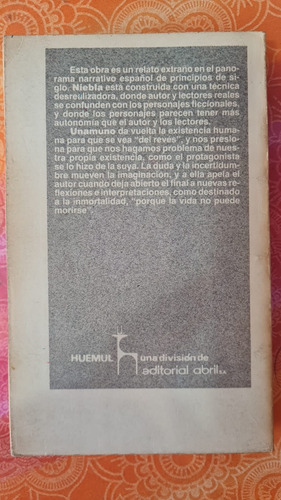 Esta obra es un relato extraño en el pano-
rama narrativo español de principios de si-
glo. Niebla está construida con una técnica
desreulizadora, donde autor y lectores reales
se confunden con los personajes ficcionales,
y donde los personajes parecen tener más
autonomía que el autor y los lectores.
Unamuno da vuelta la existencia huma-
na para que se vea "del revés", y nos presio-
na para que nos hagamos problema de nues-
tra propia existencia, como el protagonista
se lo hizo de la suya. La duda y la incertidum-
bre mueven la imaginación, y a ella apela el
autor cuando deja abierto el final a nuevas re-
flexiones e interpretaciones, como destinado
a la inmortalidad, "porque la vida no puede
morirse".
HUEMUL una división de
editorial abril s.a.